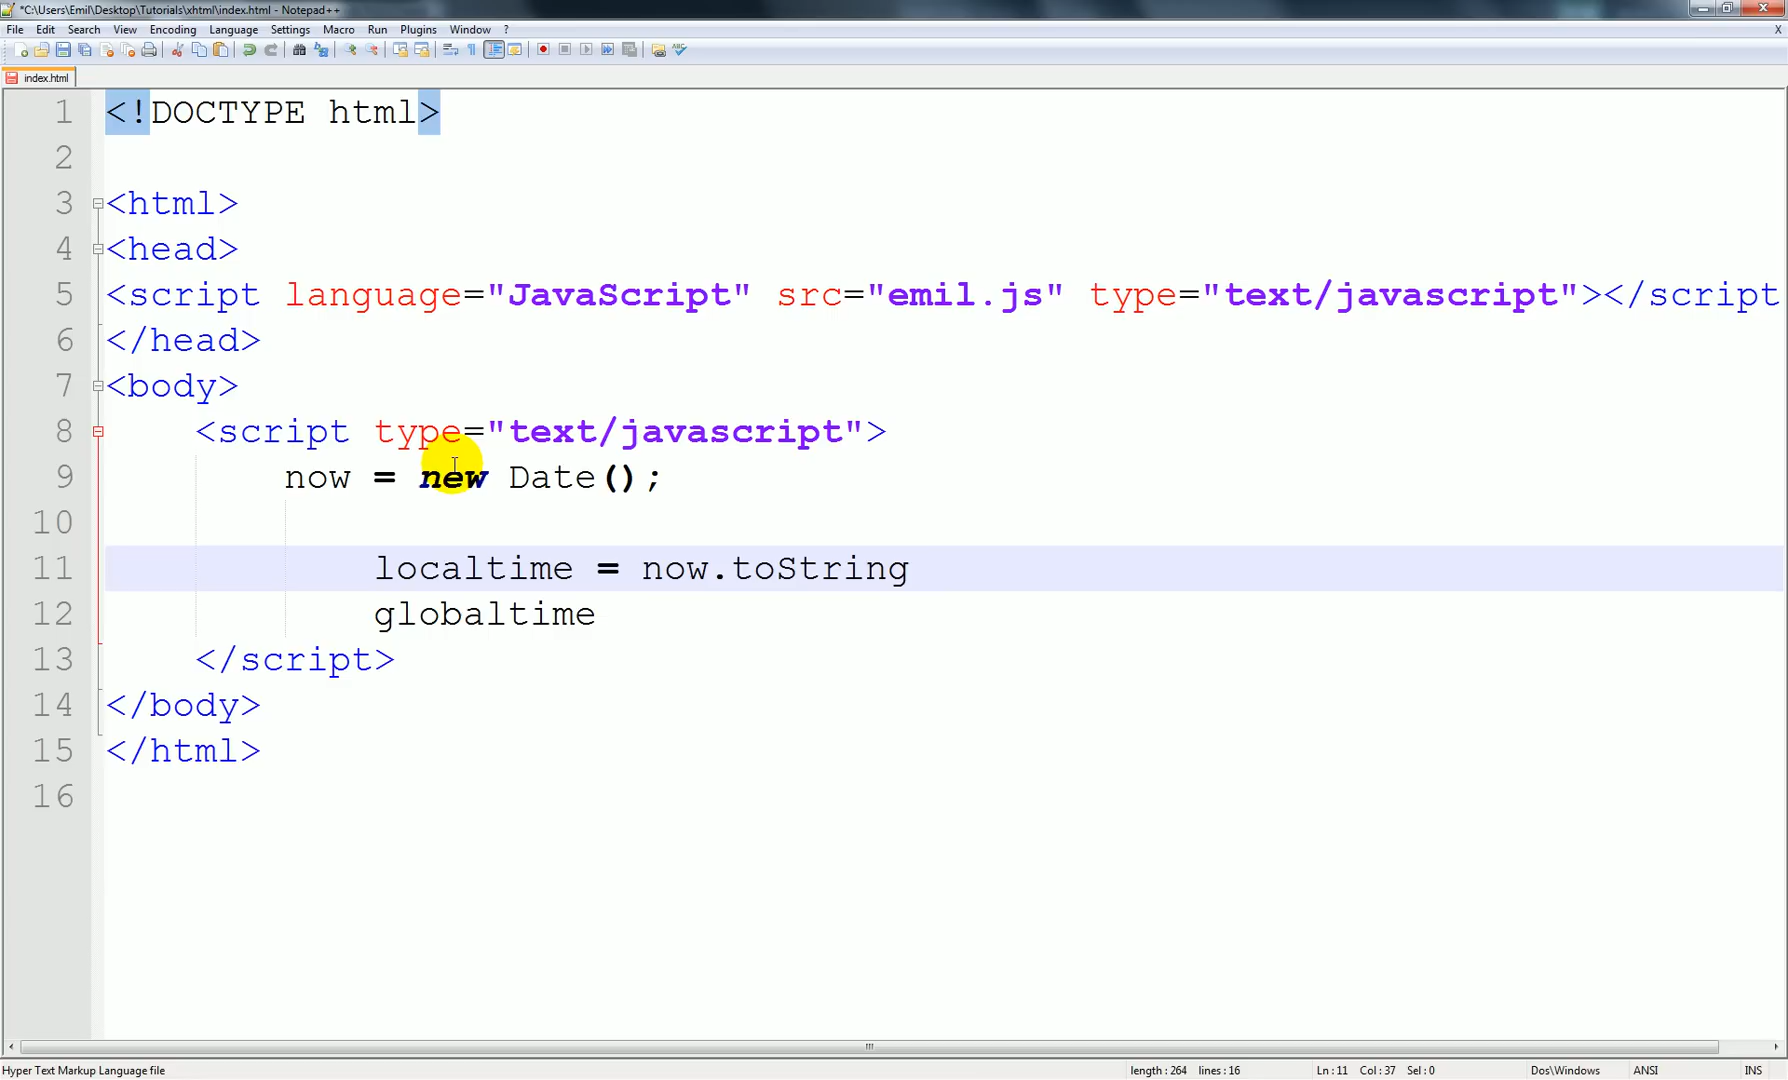 *C:\Users\Emil\Desktop\Tutorials\xhtml\index.html - Notepad++
File Edit Search View Encoding Language Settings Macro Run Plugins Window ? X
index.html
1 <!DOCTYPE html>
2
3 <html>
4 <head>
5 <script language="JavaScript" src="emil.js" type="text/javascript"></script
6 </head>
7 <body>
8 <script type="text/javascript">
9 now = new Date();
10
11 localtime = now.toString
12 globaltime
13 </script>
14 </body>
15 </html>
16
Hyper Text Markup Language file length : 264 lines : 16 Ln : 11 Col : 37 Sel : 0 Dos\Windows ANSI INS